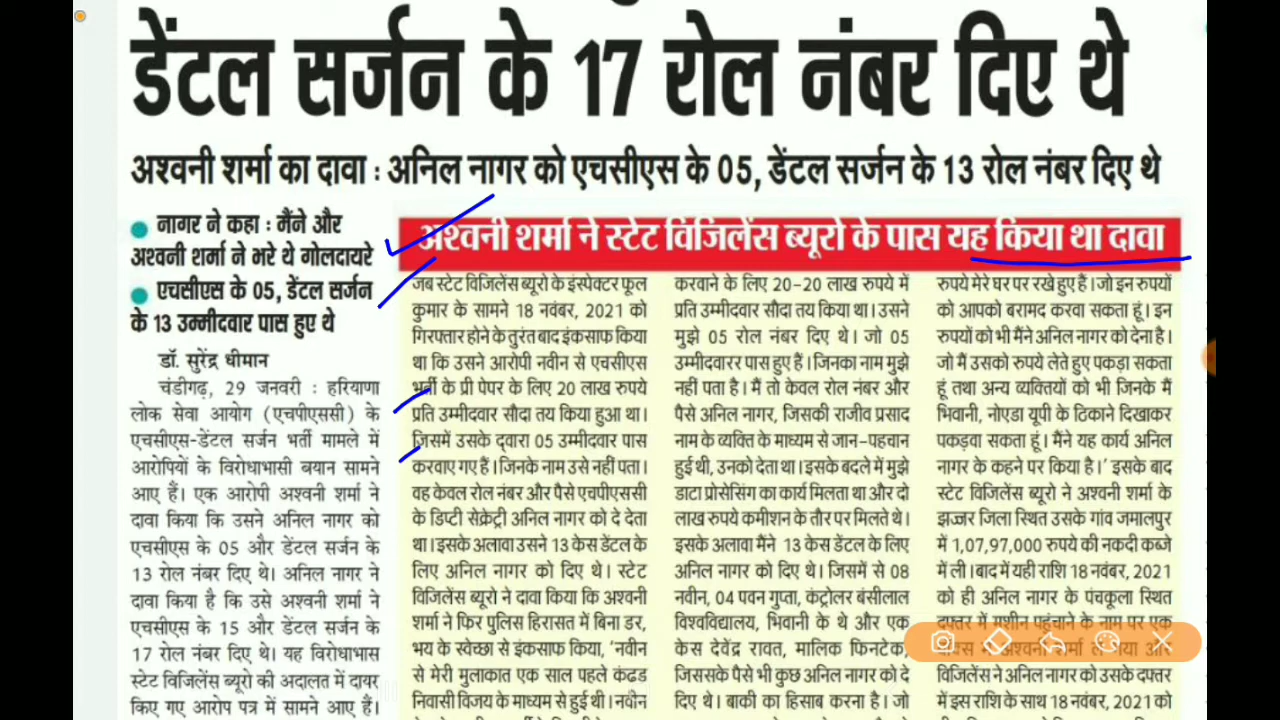 डेंटल सर्जन के 17 रोल नंबर दिए थे
अश्वनी शर्मा का दावा : अनिल नागर को एचसीएस के 05, डेंटल सर्जन के 13 रोल नंबर दिए थे
नागर ने कहा : मैंने और
अश्वनी शर्मा ने भरे थे गोलदायरे
एचसीएस के 05, डेंटल सर्जन
के 13 उम्मीदवार पास हुए थे
डॉ. सुरेंद्र धीमान
चंडीगढ़, 29 जनवरी : हरियाणा
लोक सेवा आयोग (एचपीएससी) के
एचसीएस-डेंटल सर्जन भर्ती मामले में
आरोपियों के विरोधाभासी बयान सामने
आए हैं। एक आरोपी अश्वनी शर्मा ने
दावा किया कि उसने अनिल नागर को
एचसीएस के 05 और डेंटल सर्जन के
13 रोल नंबर दिए थे। अनिल नागर ने
दावा किया है कि उसे अश्वनी शर्मा ने
एचसीएस के 15 और डेंटल सर्जन के
17 रोल नंबर दिए थे। यह विरोधाभास
स्टेट विजिलेंस ब्यूरो की अदालत में दायर
किए गए आरोप पत्र में सामने आए हैं।
अश्वनी शर्मा ने स्टेट विजिलेंस ब्यूरो के पास यह किया था दावा
जब स्टेट विजिलेंस ब्यूरो के इंस्पेक्टर फूल
कुमार के सामने 18 नवंबर, 2021 को
गिरफ्तार होने के तुरंत बाद इंकसाफ किया
था कि उसने आरोपी नवीन से एचसीएस
भर्ती के प्री पेपर के लिए 20 लाख रुपये
प्रति उम्मीदवार सौदा तय किया हुआ था।
जिसमें उसके द्वारा 05 उम्मीदवार पास
करवाए गए हैं। जिनके नाम उसे नहीं पता।
वह केवल रोल नंबर और पैसे एचपीएससी
के डिप्टी सेक्रेट्री अनिल नागर को दे देता
था। इसके अलावा उसने 13 केस डेंटल के
लिए अनिल नागर को दिए थे। स्टेट
विजिलेंस ब्यूरो ने दावा किया कि अश्वनी
शर्मा ने फिर पुलिस हिरासत में बिना डर,
भय के स्वेच्छा से इंकसाफ किया, 'नवीन
से मेरी मुलाकात एक साल पहले कंढड
निवासी विजय के माध्यम से हुई थी। नवीन
करवाने के लिए 20-20 लाख रुपये में
प्रति उम्मीदवार सौदा तय किया था। उसने
मुझे 05 रोल नंबर दिए थे। जो 05
उम्मीदवारर पास हुए हैं। जिनका नाम मुझे
नहीं पता है। मैं तो केवल रोल नंबर और
पैसे अनिल नागर, जिसकी राजीव प्रसाद
नाम के व्यक्ति के माध्यम से जान-पहचान
हुई थी, उनको देता था। इसके बदले में मुझे
डाटा प्रोसेसिंग का कार्य मिलता था और दो
लाख रुपये कमीशन के तौर पर मिलते थे।
इसके अलावा मैंने 13 केस डेंटल के लिए
अनिल नागर को दिए थे। जिसमें से 08
नवीन, 04 पवन गुप्ता, कंट्रोलर बंसीलाल
विश्वविद्यालय, भिवानी के थे और एक
केस देवेंद्र रावत, मालिक फिनटेक,
जिससके पैसे भी कुछ अनिल नागर को दे
दिए थे। बाकी का हिसाब करना है। जो
रुपये मेरे घर पर रखे हुए हैं। जो इन रुपयों
को आपको बरामद करवा सकता हूं। इन
रुपयों को भी मैंने अनिल नागर को देना है।
जो मैं उसको रुपये लेते हुए पकड़ा सकता
हूं तथा अन्य व्यक्तियों को भी जिनके मैं
भिवानी, नोएडा यूपी के ठिकाने दिखाकर
पकड़वा सकता हूं। मैंने यह कार्य अनिल
नागर के कहने पर किया है।' इसके बाद
स्टेट विजिलेंस ब्यूरो ने अश्वनी शर्मा के
झज्जर जिला स्थित उसके गांव जमालपुर
में 1,07,97,000 रुपये की नकदी कब्जे
में ली। बाद में यही राशि 18 नवंबर, 2021
को ही अनिल नागर के पंचकूला स्थित
दफ्तर में मशीन पहुंचाने के नाम पर एक
में अश्वनी शर्मा ले गया और
विजिलेंस ने अनिल नागर को उसके दफ्तर
में इस राशि के साथ 18 नवंबर, 2021 को